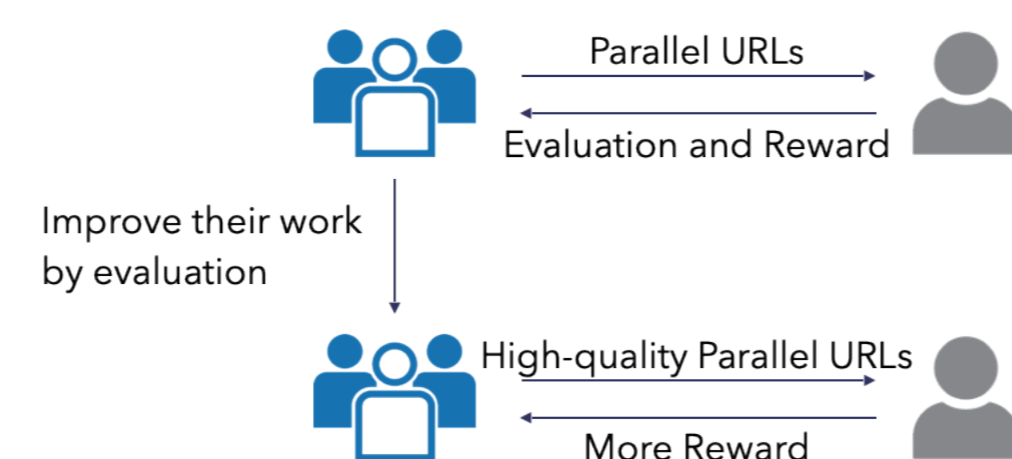 Parallel URLs
Evaluation and Reward
Improve their work
by evaluation
High-quality Parallel URLs
More Reward